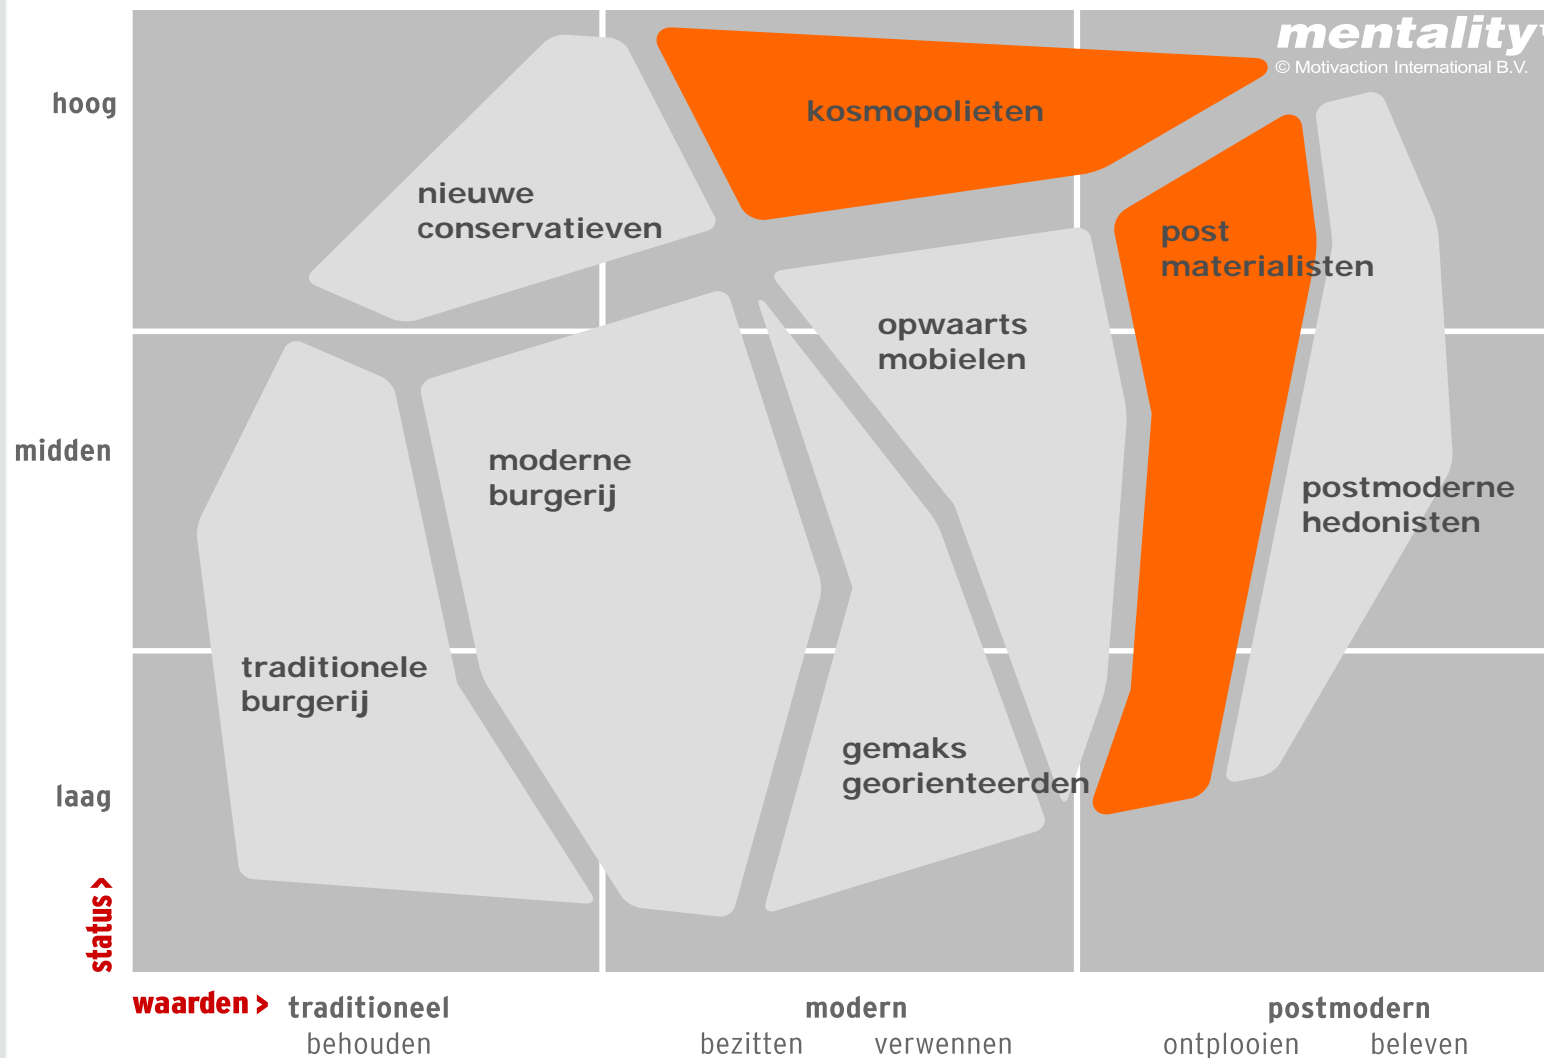 mentality
© Motivaction International B.V.
hoog
kosmopolieten
nieuwe
conservatieven
post
materialisten
opwaarts
mobielen
midden
moderne
burgerij
postmoderne
hedonisten
traditionele
burgerij
gemaks
georienteerden
laag
status >
waarden > traditioneel modern postmodern
behouden bezitten verwennen ontplooien beleven